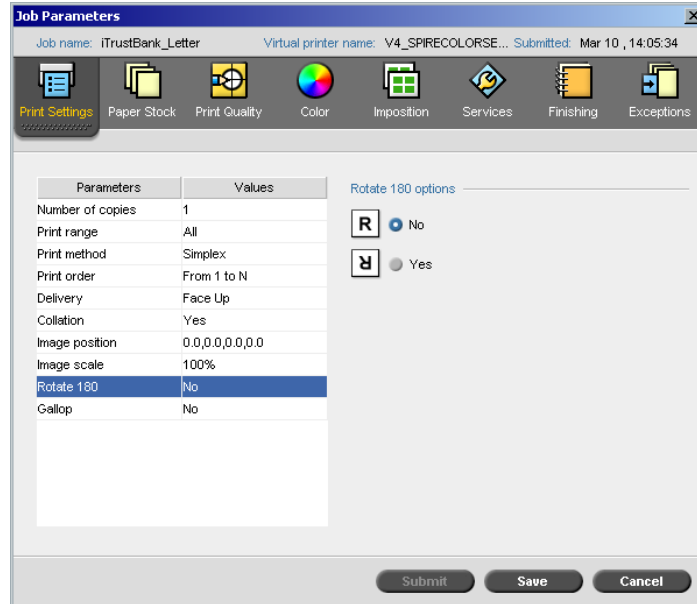 Job Parameters
Job name: iTrustBank_Letter Virtual printer name: V4_SPIRECOLORSE... Submitted: Mar 10 , 14:05:34
Print Settings Paper Stock Print Quality Color Imposition Services Finishing Exceptions
Parameters Values
Number of copies 1
Print range All
Print method Simplex
Print order From 1 to N
Delivery Face Up
Collation Yes
Image position 0.0,0.0,0.0,0.0
Image scale 100%
Rotate 180 No
Gallop No
Rotate 180 options
R No
R Yes
Submit Save Cancel